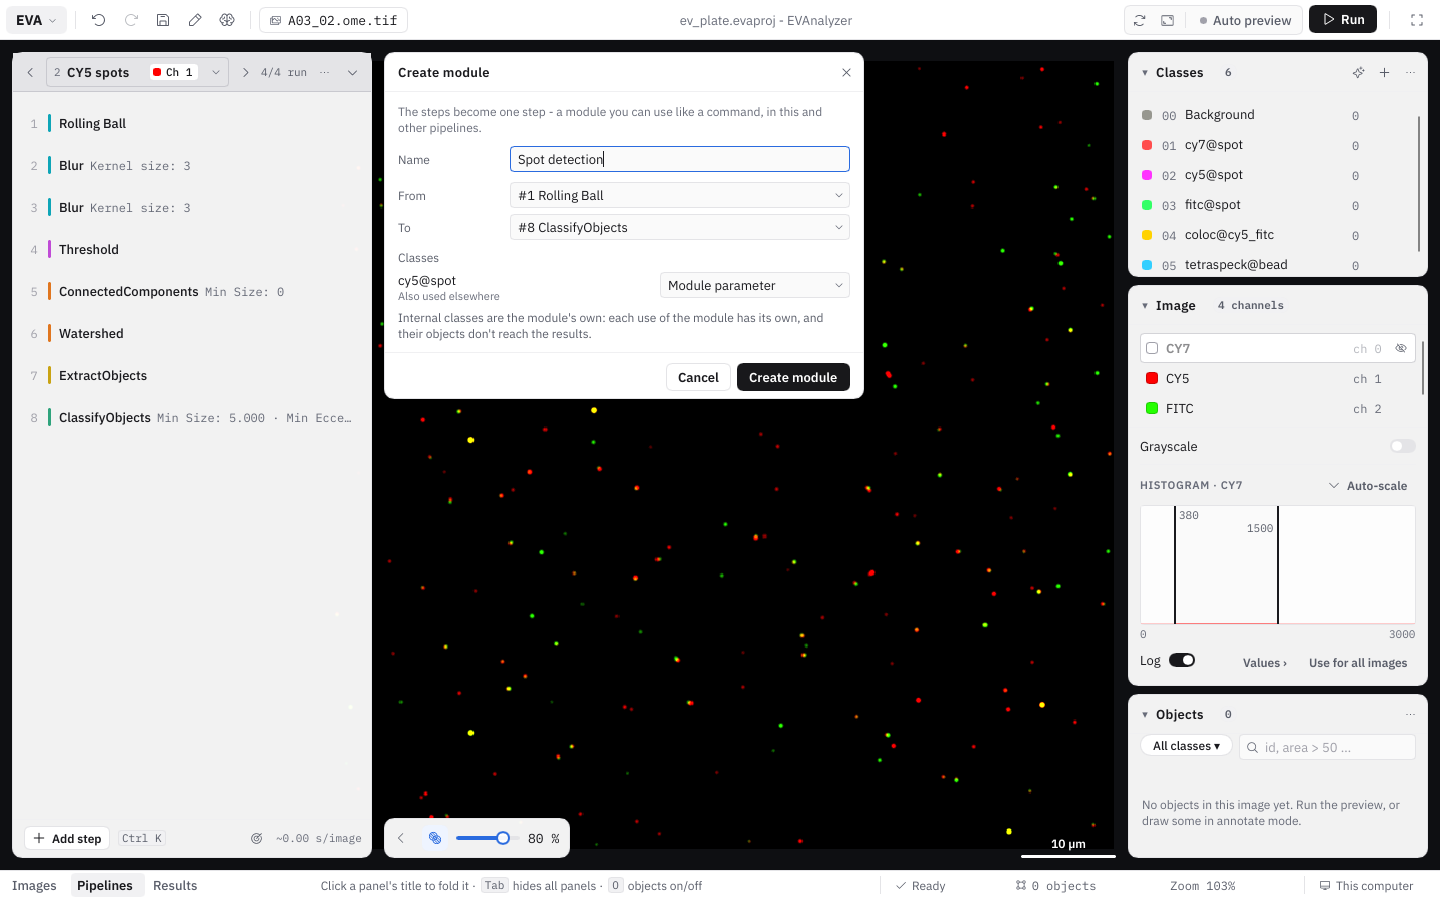 EVA
A03_02.ome.tif
ev_plate.evaproj - EVAnalyzer
Auto preview
Run
2 CY5 spots Ch 1 4/4 run ...
1 Rolling Ball
2 Blur Kernel size: 3
3 Blur Kernel size: 3
4 Threshold
5 ConnectedComponents Min Size: 0
6 Watershed
7 ExtractObjects
8 ClassifyObjects Min Size: 5.000 · Min Ecce…
Add step Ctrl K ~0.00 s/image
Create module
The steps become one step - a module you can use like a command, in this and
other pipelines.
Name Spot detection
From #1 Rolling Ball
To #8 ClassifyObjects
Classes
cy5@spot Module parameter
Also used elsewhere
Internal classes are the module's own: each use of the module has its own, and
their objects don't reach the results.
Cancel Create module
80 %
10 µm
Classes 6 ...
00 Background 0
01 cy7@spot 0
02 cy5@spot 0
03 fitc@spot 0
04 coloc@cy5_fitc 0
05 tetraspeck@bead 0
Image 4 channels
CY7 ch 0
CY5 ch 1
FITC ch 2
Grayscale
HISTOGRAM · CY7 Auto-scale
380
1500
0 3000
Log Values › Use for all images
Objects 0 ...
All classes ▾ id, area > 50 ...
No objects in this image yet. Run the preview, or
draw some in annotate mode.
Images Pipelines Results Click a panel's title to fold it · Tab hides all panels · O objects on/off Ready 0 objects Zoom 103% This computer